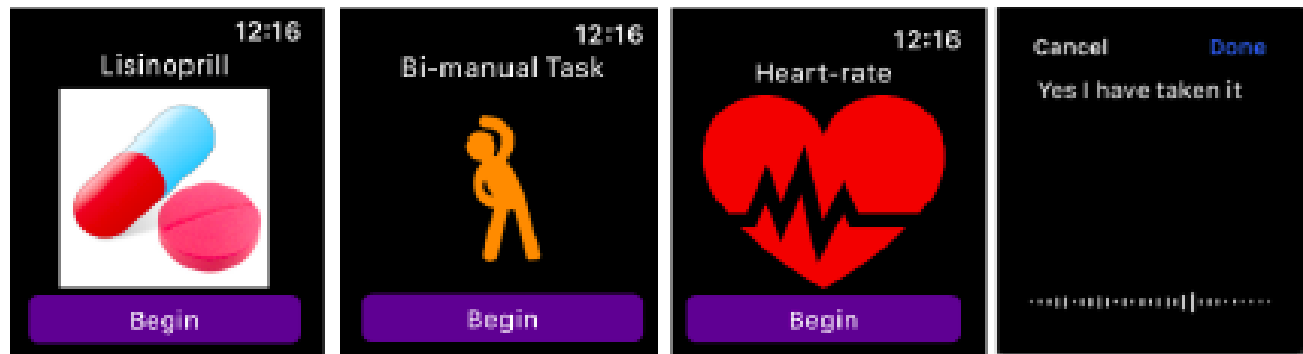 12:16
Lisinoprill
Begin
12:16
Bi-manual Task
Begin
12:16
Heart-rate
Begin
Cancel Done
Yes I have taken it